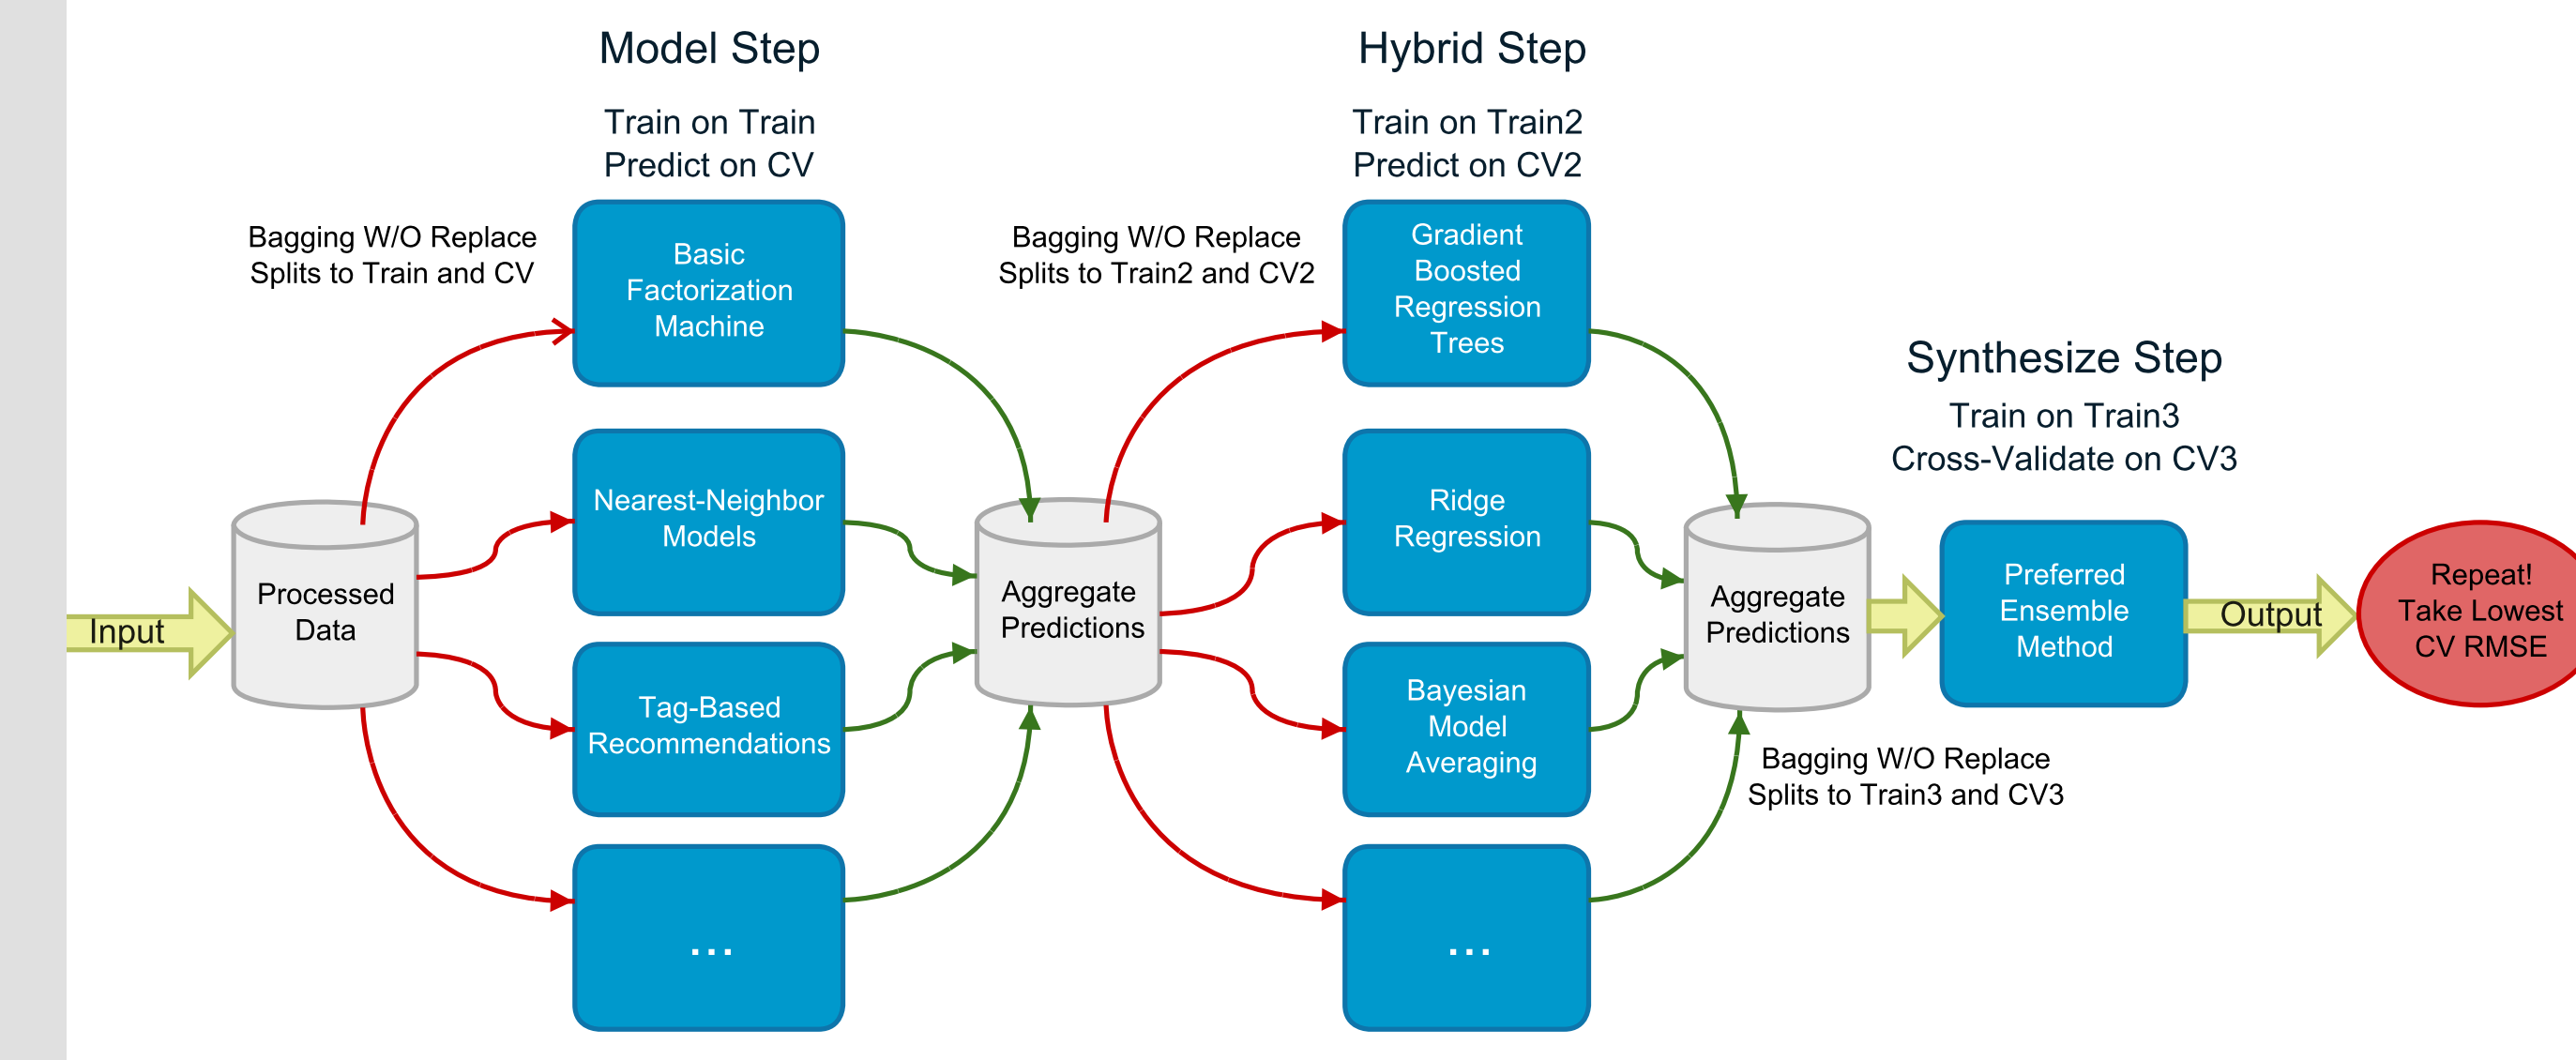 Model Step
Train on Train
Predict on CV
Hybrid Step
Train on Train2
Predict on CV2
Bagging W/O Replace
Splits to Train and CV
Basic
Factorization
Machine
Bagging W/O Replace
Splits to Train2 and CV2
Gradient
Boosted
Regression
Trees
Synthesize Step
Train on Train3
Cross-Validate on CV3
Nearest-Neighbor
Models
Ridge
Regression
Input
Processed
Data
Aggregate
Predictions
Aggregate
Predictions
Preferred
Ensemble
Method
Output
Repeat!
Take Lowest
CV RMSE
Tag-Based
Recommendations
Bayesian
Model
Averaging
Bagging W/O Replace
Splits to Train3 and CV3
...
...